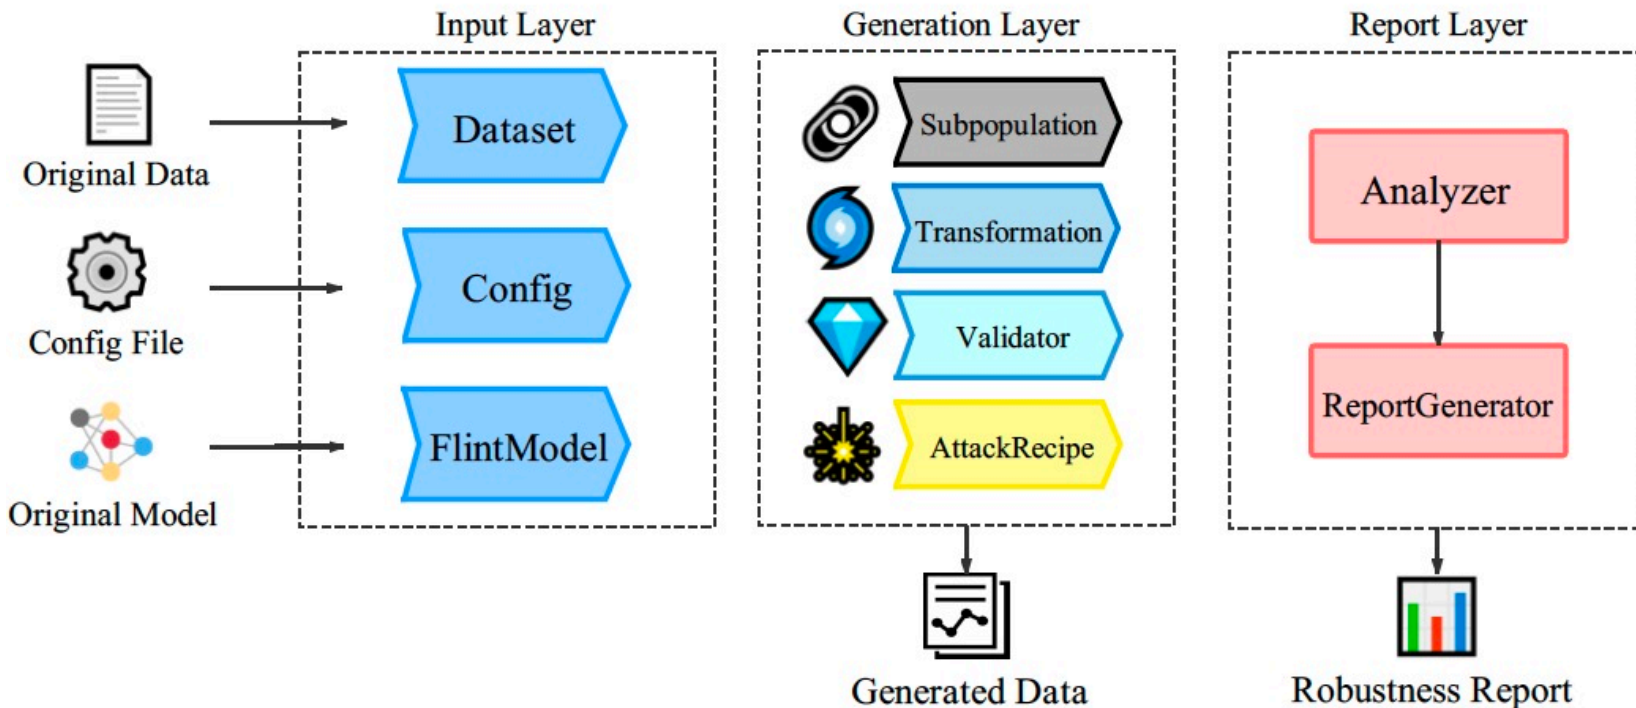 Input Layer
Generation Layer
Report Layer
Original Data
Config File
Original Model
Dataset
Config
FlintModel
Subpopulation
Transformation
Validator
AttackRecipe
Analyzer
ReportGenerator
Generated Data
Robustness Report